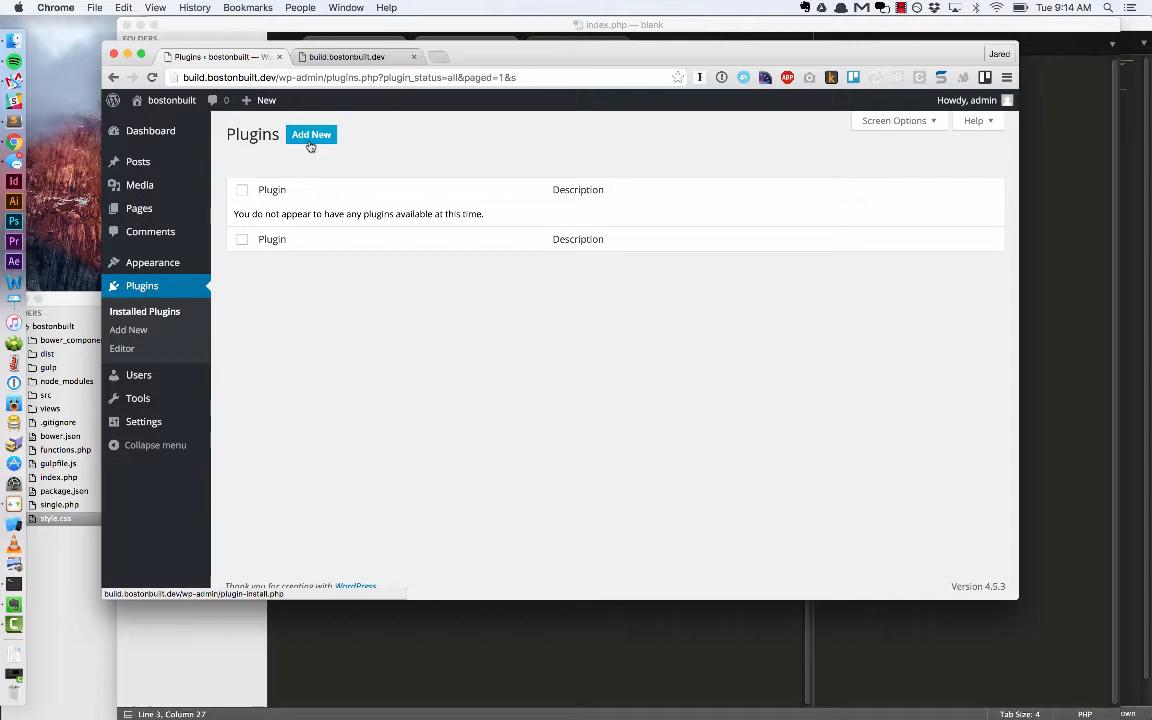 Chrome File Edit View History Bookmarks People Window Help
Tue 9:14 AM
index.php — blank
FOLDERS
Plugins ‹ bostonbuilt — Wo
build.bostonbuilt.dev
Jared
build.bostonbuilt.dev/wp-admin/plugins.php?plugin_status=all&paged=1&s
bostonbuilt 0 + New
Howdy, admin
Dashboard
Posts
Media
Pages
Comments
Appearance
Plugins
Installed Plugins
Add New
Editor
Users
Tools
Settings
Collapse menu
Plugins Add New
Screen Options
Help
Plugin Description
You do not appear to have any plugins available at this time.
Plugin Description
Thank you for creating with WordPress
Version 4.5.3
build.bostonbuilt.dev/wp-admin/plugin-install.php
ERS
bostonbuilt
bower_compone
dist
gulp
node_modules
src
views
.gitignore
bower.json
functions.php
gulpfile.js
index.php
package.json
single.php
style.css
Line 3, Column 27
Tab Size: 4
PHP
own